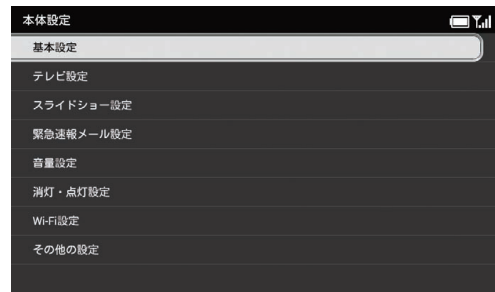 本体設定
基本設定
テレビ設定
スライドショー設定
緊急速報メール設定
音量設定
消灯・点灯設定
Wi-Fi設定
その他の設定